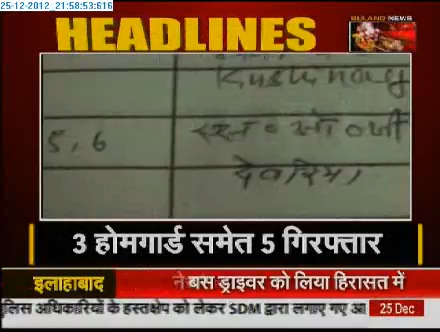 25-12-2012 21:58:53:616
HEADLINES
BULAND NEWS
5, 6
देवरिया
3 होमगार्ड समेत 5 गिरफ्तार
इलाहाबाद
ने बस ड्राइवर को लिया हिरासत में
पुलिस अधिकारियों के हस्तक्षेप को लेकर SDM द्वारा लगाए गए आ
25 Dec